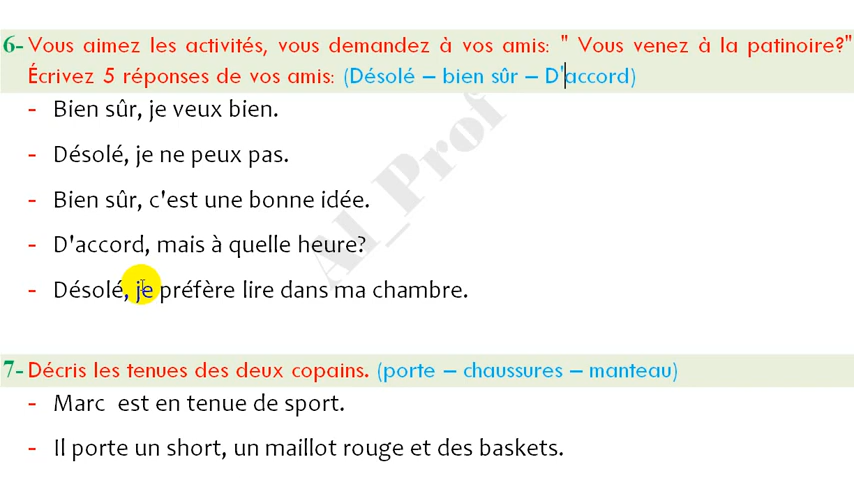 6- Vous aimez les activités, vous demandez à vos amis: " Vous venez à la patinoire?"
Écrivez 5 réponses de vos amis: (Désolé – bien sûr – D'accord)
- Bien sûr, je veux bien.
- Désolé, je ne peux pas.
- Bien sûr, c'est une bonne idée.
- D'accord, mais à quelle heure?
- Désolé, je préfère lire dans ma chambre.
7- Décris les tenues des deux copains. (porte – chaussures – manteau)
- Marc est en tenue de sport.
- Il porte un short, un maillot rouge et des baskets.
Al_Prof